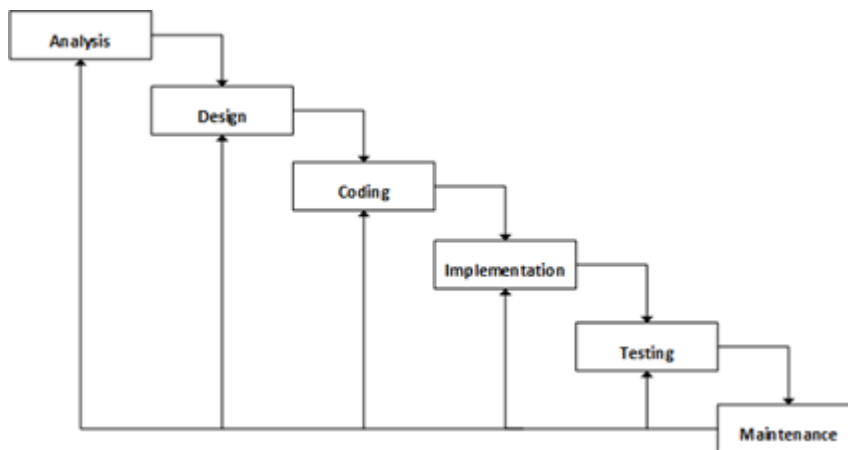 Analysis
Design
Coding
Implementation
Testing
Maintenance